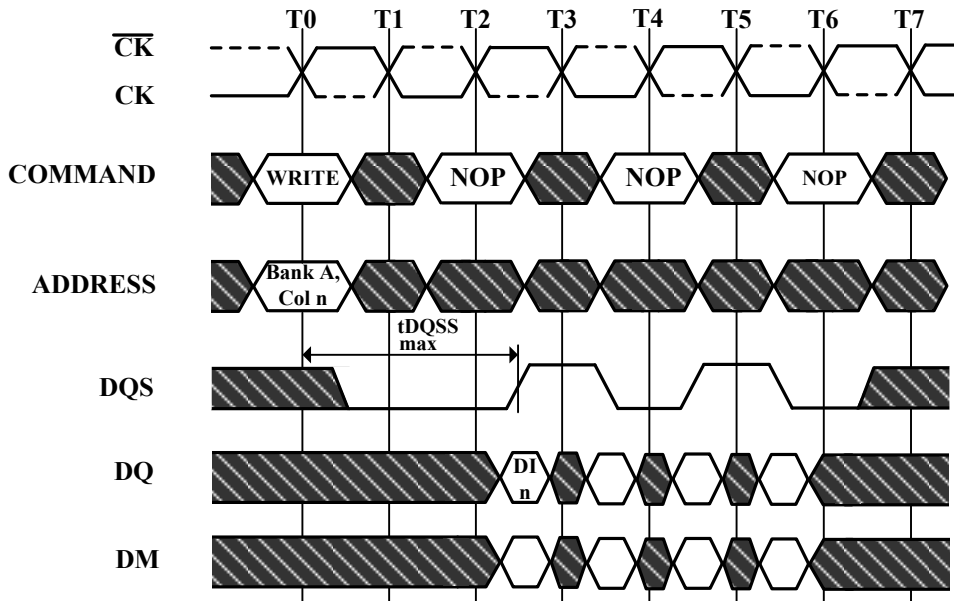 T0 T1 T2 T3 T4 T5 T6 T7
CK
CK
COMMAND WRITE NOP NOP NOP
ADDRESS Bank A,
Col n
tDQSS
max
DQS
DQ DI
n
DM